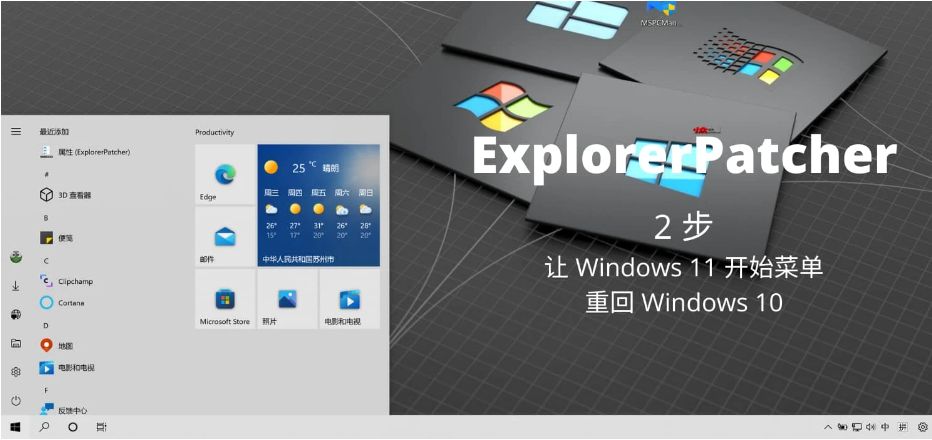 MSPCMan...
ExplorerPatcher
2 步
让 Windows 11 开始菜单
重回 Windows 10
最近添加
属性 (ExplorerPatcher)
#
3D 查看器
B
便笺
C
Clipchamp
Cortana
D
地图
电影和电视
F
反馈中心
Productivity
Edge
25 °C 晴朗
周三 周四 周五 周六 周日
26° 27° 31° 26° 28°
15° 17° 20° 20° 20°
中华人民共和国苏州市
邮件
Microsoft Store
照片
电影和电视
中
拼